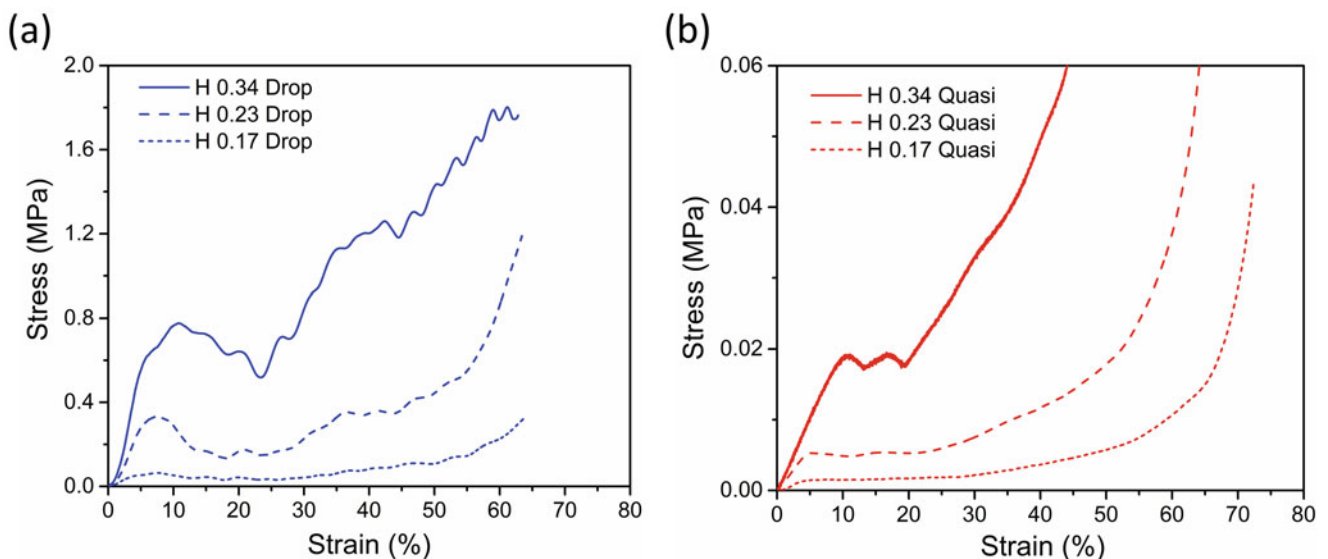 (a)
2.0
1.6
1.2
0.8
0.4
0.0
Stress (MPa)
H 0.34 Drop
H 0.23 Drop
H 0.17 Drop
0 10 20 30 40 50 60 70 80
Strain (%)
(b)
0.06
0.04
0.02
0.00
Stress (MPa)
H 0.34 Quasi
H 0.23 Quasi
H 0.17 Quasi
0 10 20 30 40 50 60 70 80
Strain (%)